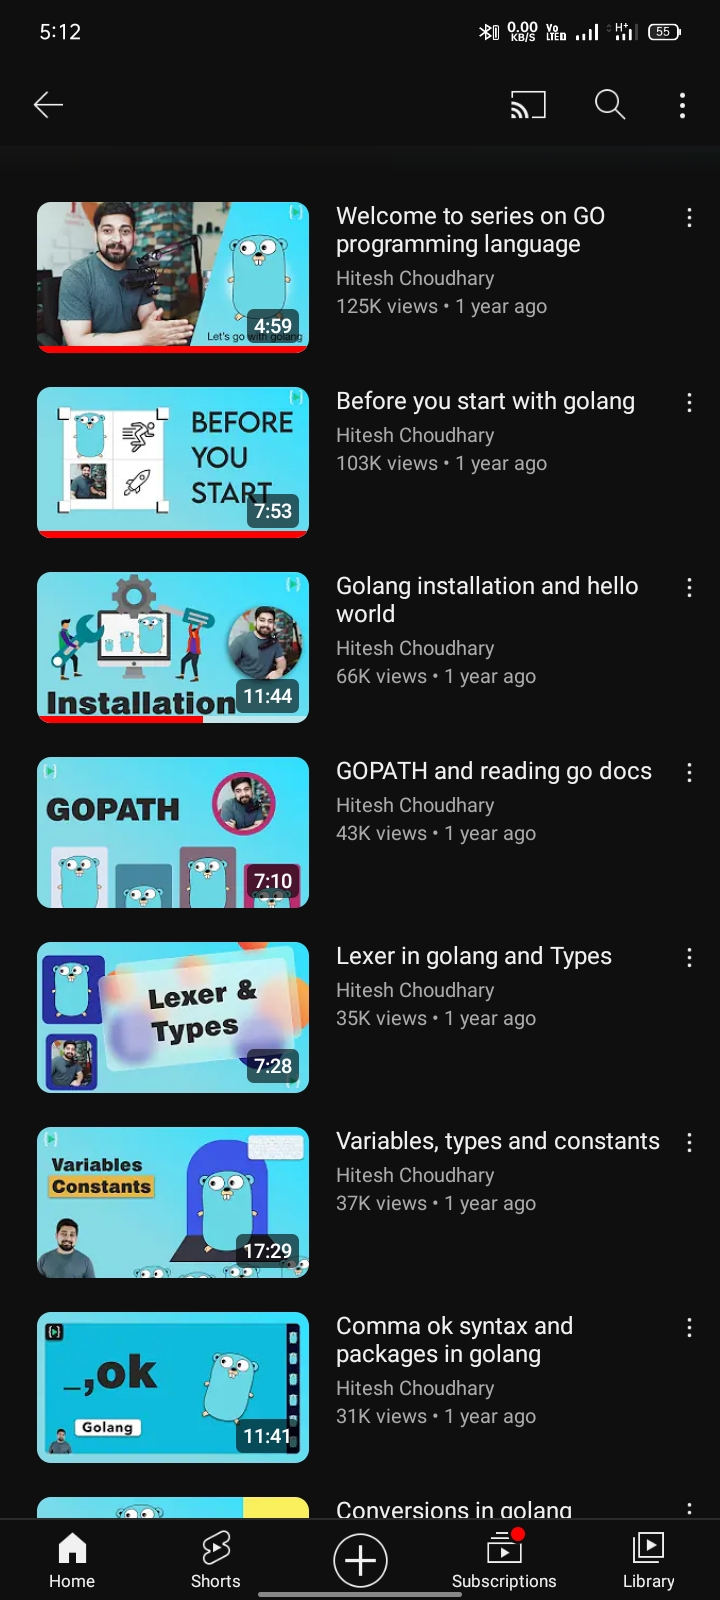 5:12
0.00
KB/S
Vo
LTED
H+
55
Let's go with golang
4:59
Welcome to series on GO
programming language
Hitesh Choudhary
125K views • 1 year ago
BEFORE
YOU
START
7:53
Before you start with golang
Hitesh Choudhary
103K views • 1 year ago
Installation
11:44
Golang installation and hello
world
Hitesh Choudhary
66K views • 1 year ago
GOPATH
7:10
GOPATH and reading go docs
Hitesh Choudhary
43K views • 1 year ago
Lexer &
Types
7:28
Lexer in golang and Types
Hitesh Choudhary
35K views • 1 year ago
Variables
Constants
17:29
Variables, types and constants
Hitesh Choudhary
37K views • 1 year ago
_,ok
Golang
11:41
Comma ok syntax and
packages in golang
Hitesh Choudhary
31K views • 1 year ago
Conversions in golang
Home
Shorts
Subscriptions
Library